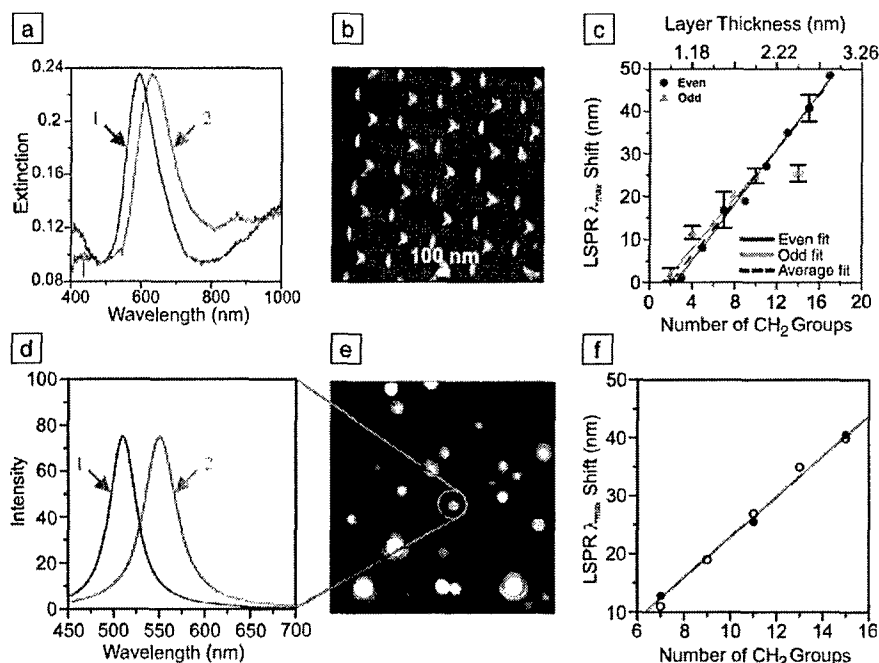 a
Extinction
0.24
0.20
0.16
0.12
0.08
1
2
400
600
800
1000
Wavelength (nm)
b
100 nm
c
Layer Thickness (nm)
1.18
2.22
3.26
LSPR λmax Shift (nm)
50
40
30
20
10
0
Even
Odd
Even fit
Odd fit
Average fit
0
4
8
12
16
20
Number of CH2 Groups
d
Intensity
100
80
60
40
20
0
1
2
450
500
550
600
650
700
Wavelength (nm)
e
f
LSPR λmax Shift (nm)
50
40
30
20
10
6
8
10
12
14
16
Number of CH2 Groups